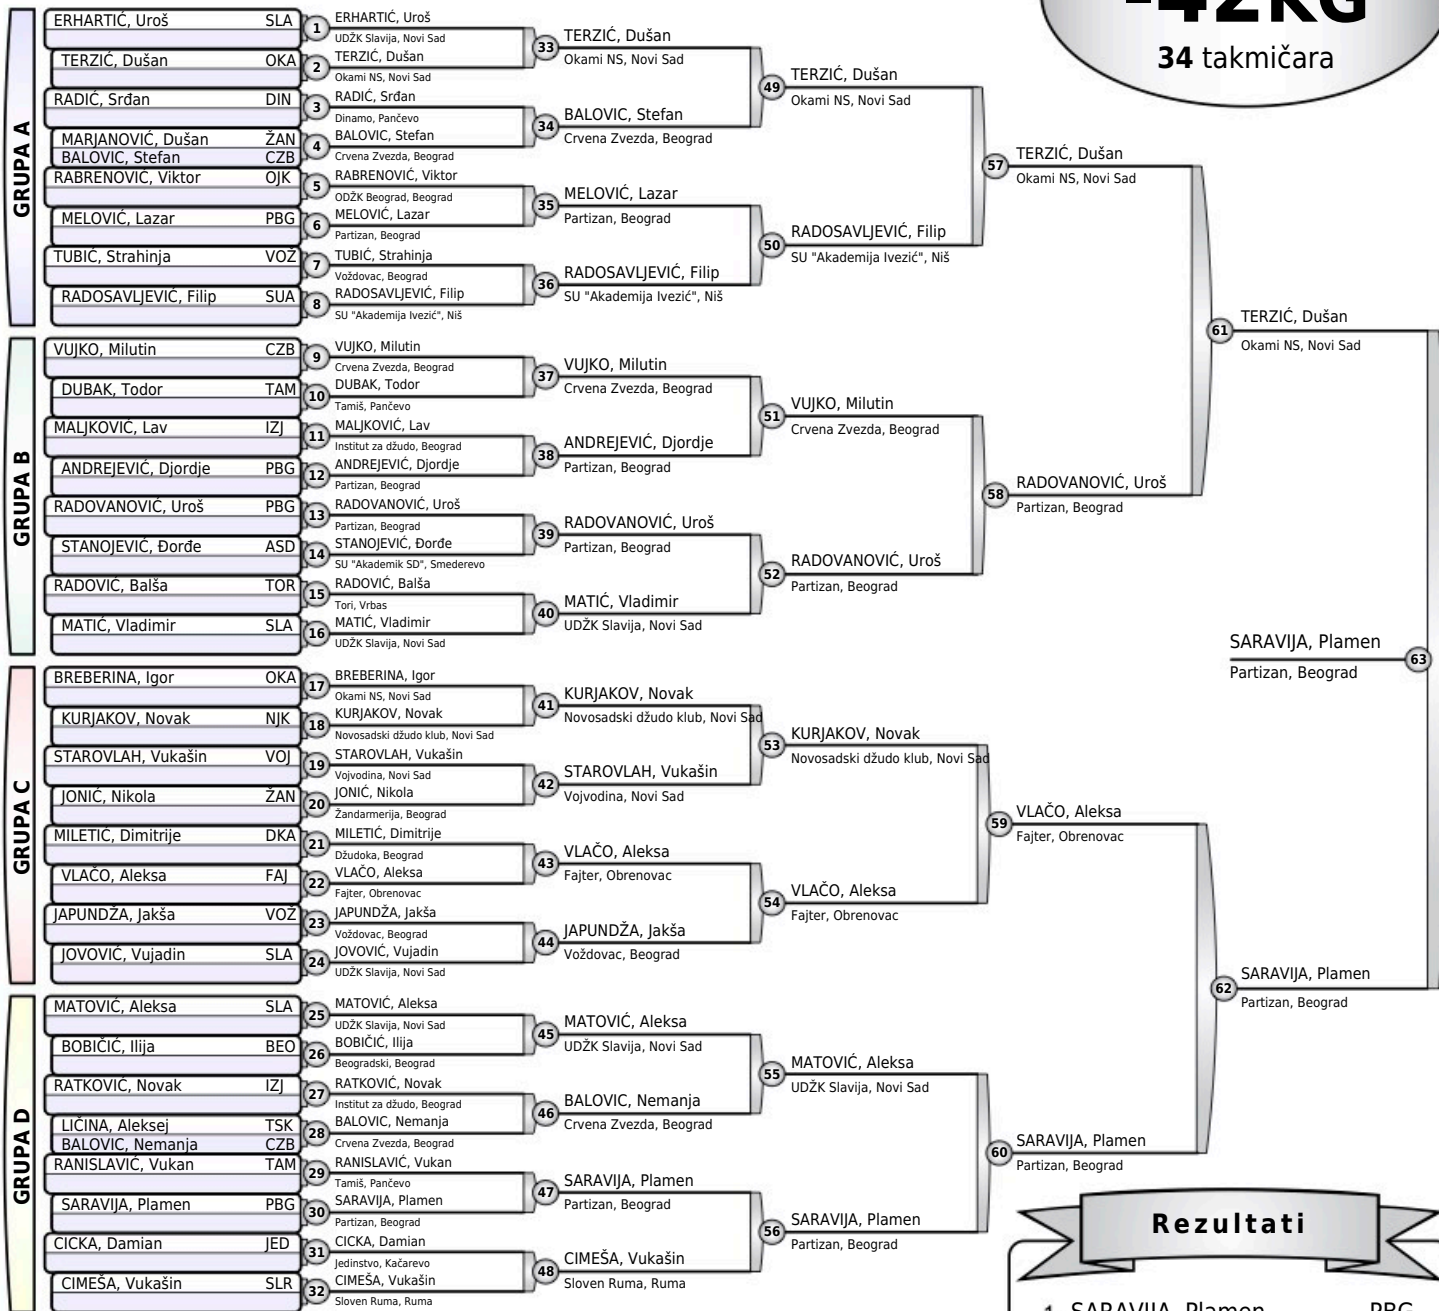 -42KG
34 takmičara
GRUPA A
ERHARTIĆ, Uroš SLA
TERZIĆ, Dušan OKA
RADIĆ, Srđan DIN
MARJANOVIĆ, Dušan ŽAN
BALOVIC, Stefan CZB
RABRENOVIĆ, Viktor OJK
MELOVIĆ, Lazar PBG
TUBIĆ, Strahinja VOŽ
RADOSAVLJEVIĆ, Filip SUA
GRUPA B
VUJKO, Milutin CZB
DUBAK, Todor TAM
MALJKOVIĆ, Lav IZJ
ANDREJEVIĆ, Djordje PBG
RADOVANOVIĆ, Uroš PBG
STANOJEVIĆ, Đorđe ASD
RADOVIĆ, Balša TOR
MATIĆ, Vladimir SLA
GRUPA C
BREBERINA, Igor OKA
KURJAKOV, Novak NJK
STAROVLAH, Vukašin VOJ
JONIĆ, Nikola ŽAN
MILETIĆ, Dimitrije DKA
VLAČO, Aleksa FAJ
JAPUNDŽA, Jakša VOŽ
JOVOVIĆ, Vujadin SLA
GRUPA D
MATOVIĆ, Aleksa SLA
BOBIČIĆ, Ilija BEO
RATKOVIĆ, Novak IZJ
LIČINA, Aleksej TSK
BALOVIC, Nemanja CZB
RANISLAVIĆ, Vukan TAM
SARAVIJA, Plamen PBG
CICKA, Damian JED
CIMEŠA, Vukašin SLR
1 ERHARTIĆ, Uroš
UDŽK Slavija, Novi Sad
2 TERZIĆ, Dušan
Okami NS, Novi Sad
3 RADIĆ, Srđan
Dinamo, Pančevo
4 BALOVIC, Stefan
Crvena Zvezda, Beograd
5 RABRENOVIĆ, Viktor
ODŽK Beograd, Beograd
6 MELOVIĆ, Lazar
Partizan, Beograd
7 TUBIĆ, Strahinja
Voždovac, Beograd
8 RADOSAVLJEVIĆ, Filip
SU "Akademija Ivezić", Niš
9 VUJKO, Milutin
Crvena Zvezda, Beograd
10 DUBAK, Todor
Tamiš, Pančevo
11 MALJKOVIĆ, Lav
Institut za džudo, Beograd
12 ANDREJEVIĆ, Djordje
Partizan, Beograd
13 RADOVANOVIĆ, Uroš
Partizan, Beograd
14 STANOJEVIĆ, Đorđe
SU "Akademik SD", Smederevo
15 RADOVIĆ, Balša
Tori, Vrbas
16 MATIĆ, Vladimir
UDŽK Slavija, Novi Sad
17 BREBERINA, Igor
Okami NS, Novi Sad
18 KURJAKOV, Novak
Novosadski džudo klub, Novi Sad
19 STAROVLAH, Vukašin
Vojvodina, Novi Sad
20 JONIĆ, Nikola
Žandarmerija, Beograd
21 MILETIĆ, Dimitrije
Džudoka, Beograd
22 VLAČO, Aleksa
Fajter, Obrenovac
23 JAPUNDŽA, Jakša
Voždovac, Beograd
24 JOVOVIĆ, Vujadin
UDŽK Slavija, Novi Sad
25 MATOVIĆ, Aleksa
UDŽK Slavija, Novi Sad
26 BOBIČIĆ, Ilija
Beogradski, Beograd
27 RATKOVIĆ, Novak
Institut za džudo, Beograd
28 BALOVIC, Nemanja
Crvena Zvezda, Beograd
29 RANISLAVIĆ, Vukan
Tamiš, Pančevo
30 SARAVIJA, Plamen
Partizan, Beograd
31 CICKA, Damian
Jedinstvo, Kačarevo
32 CIMEŠA, Vukašin
Sloven Ruma, Ruma
33 TERZIĆ, Dušan
Okami NS, Novi Sad
34 BALOVIC, Stefan
Crvena Zvezda, Beograd
35 MELOVIĆ, Lazar
Partizan, Beograd
36 RADOSAVLJEVIĆ, Filip
SU "Akademija Ivezić", Niš
37 VUJKO, Milutin
Crvena Zvezda, Beograd
38 ANDREJEVIĆ, Djordje
Partizan, Beograd
39 RADOVANOVIĆ, Uroš
Partizan, Beograd
40 MATIĆ, Vladimir
UDŽK Slavija, Novi Sad
41 KURJAKOV, Novak
Novosadski džudo klub, Novi Sad
42 STAROVLAH, Vukašin
Vojvodina, Novi Sad
43 VLAČO, Aleksa
Fajter, Obrenovac
44 JAPUNDŽA, Jakša
Voždovac, Beograd
45 MATOVIĆ, Aleksa
UDŽK Slavija, Novi Sad
46 BALOVIC, Nemanja
Crvena Zvezda, Beograd
47 SARAVIJA, Plamen
Partizan, Beograd
48 CIMEŠA, Vukašin
Sloven Ruma, Ruma
49 TERZIĆ, Dušan
Okami NS, Novi Sad
50 RADOSAVLJEVIĆ, Filip
SU "Akademija Ivezić", Niš
51 VUJKO, Milutin
Crvena Zvezda, Beograd
52 RADOVANOVIĆ, Uroš
Partizan, Beograd
53 KURJAKOV, Novak
Novosadski džudo klub, Novi Sad
54 VLAČO, Aleksa
Fajter, Obrenovac
55 MATOVIĆ, Aleksa
UDŽK Slavija, Novi Sad
56 SARAVIJA, Plamen
Partizan, Beograd
57 TERZIĆ, Dušan
Okami NS, Novi Sad
58 RADOVANOVIĆ, Uroš
Partizan, Beograd
59 VLAČO, Aleksa
Fajter, Obrenovac
60 SARAVIJA, Plamen
Partizan, Beograd
61 TERZIĆ, Dušan
Okami NS, Novi Sad
62 SARAVIJA, Plamen
Partizan, Beograd
SARAVIJA, Plamen 63
Partizan, Beograd
Rezultati
1 SARAVIJA, Plamen PBG